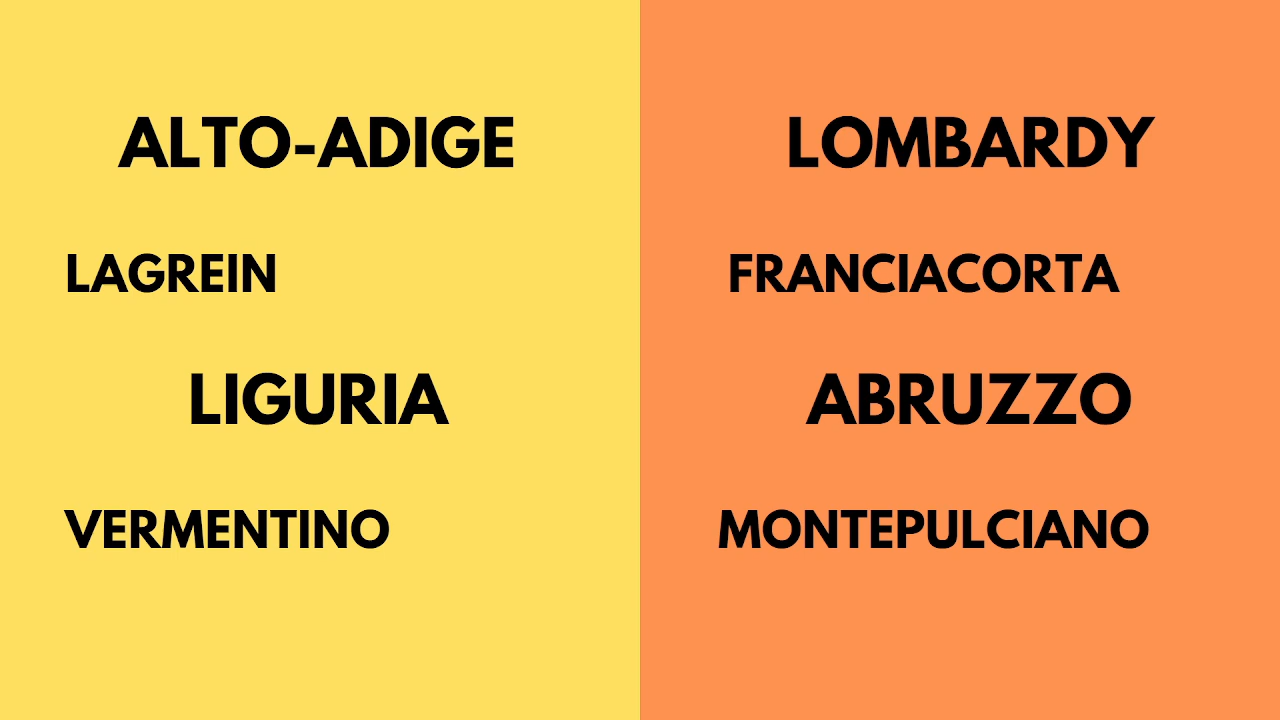 ALTO-ADIGE
LAGREIN
LIGURIA
VERMENTINO
LOMBARDY
FRANCIACORTA
ABRUZZO
MONTEPULCIANO